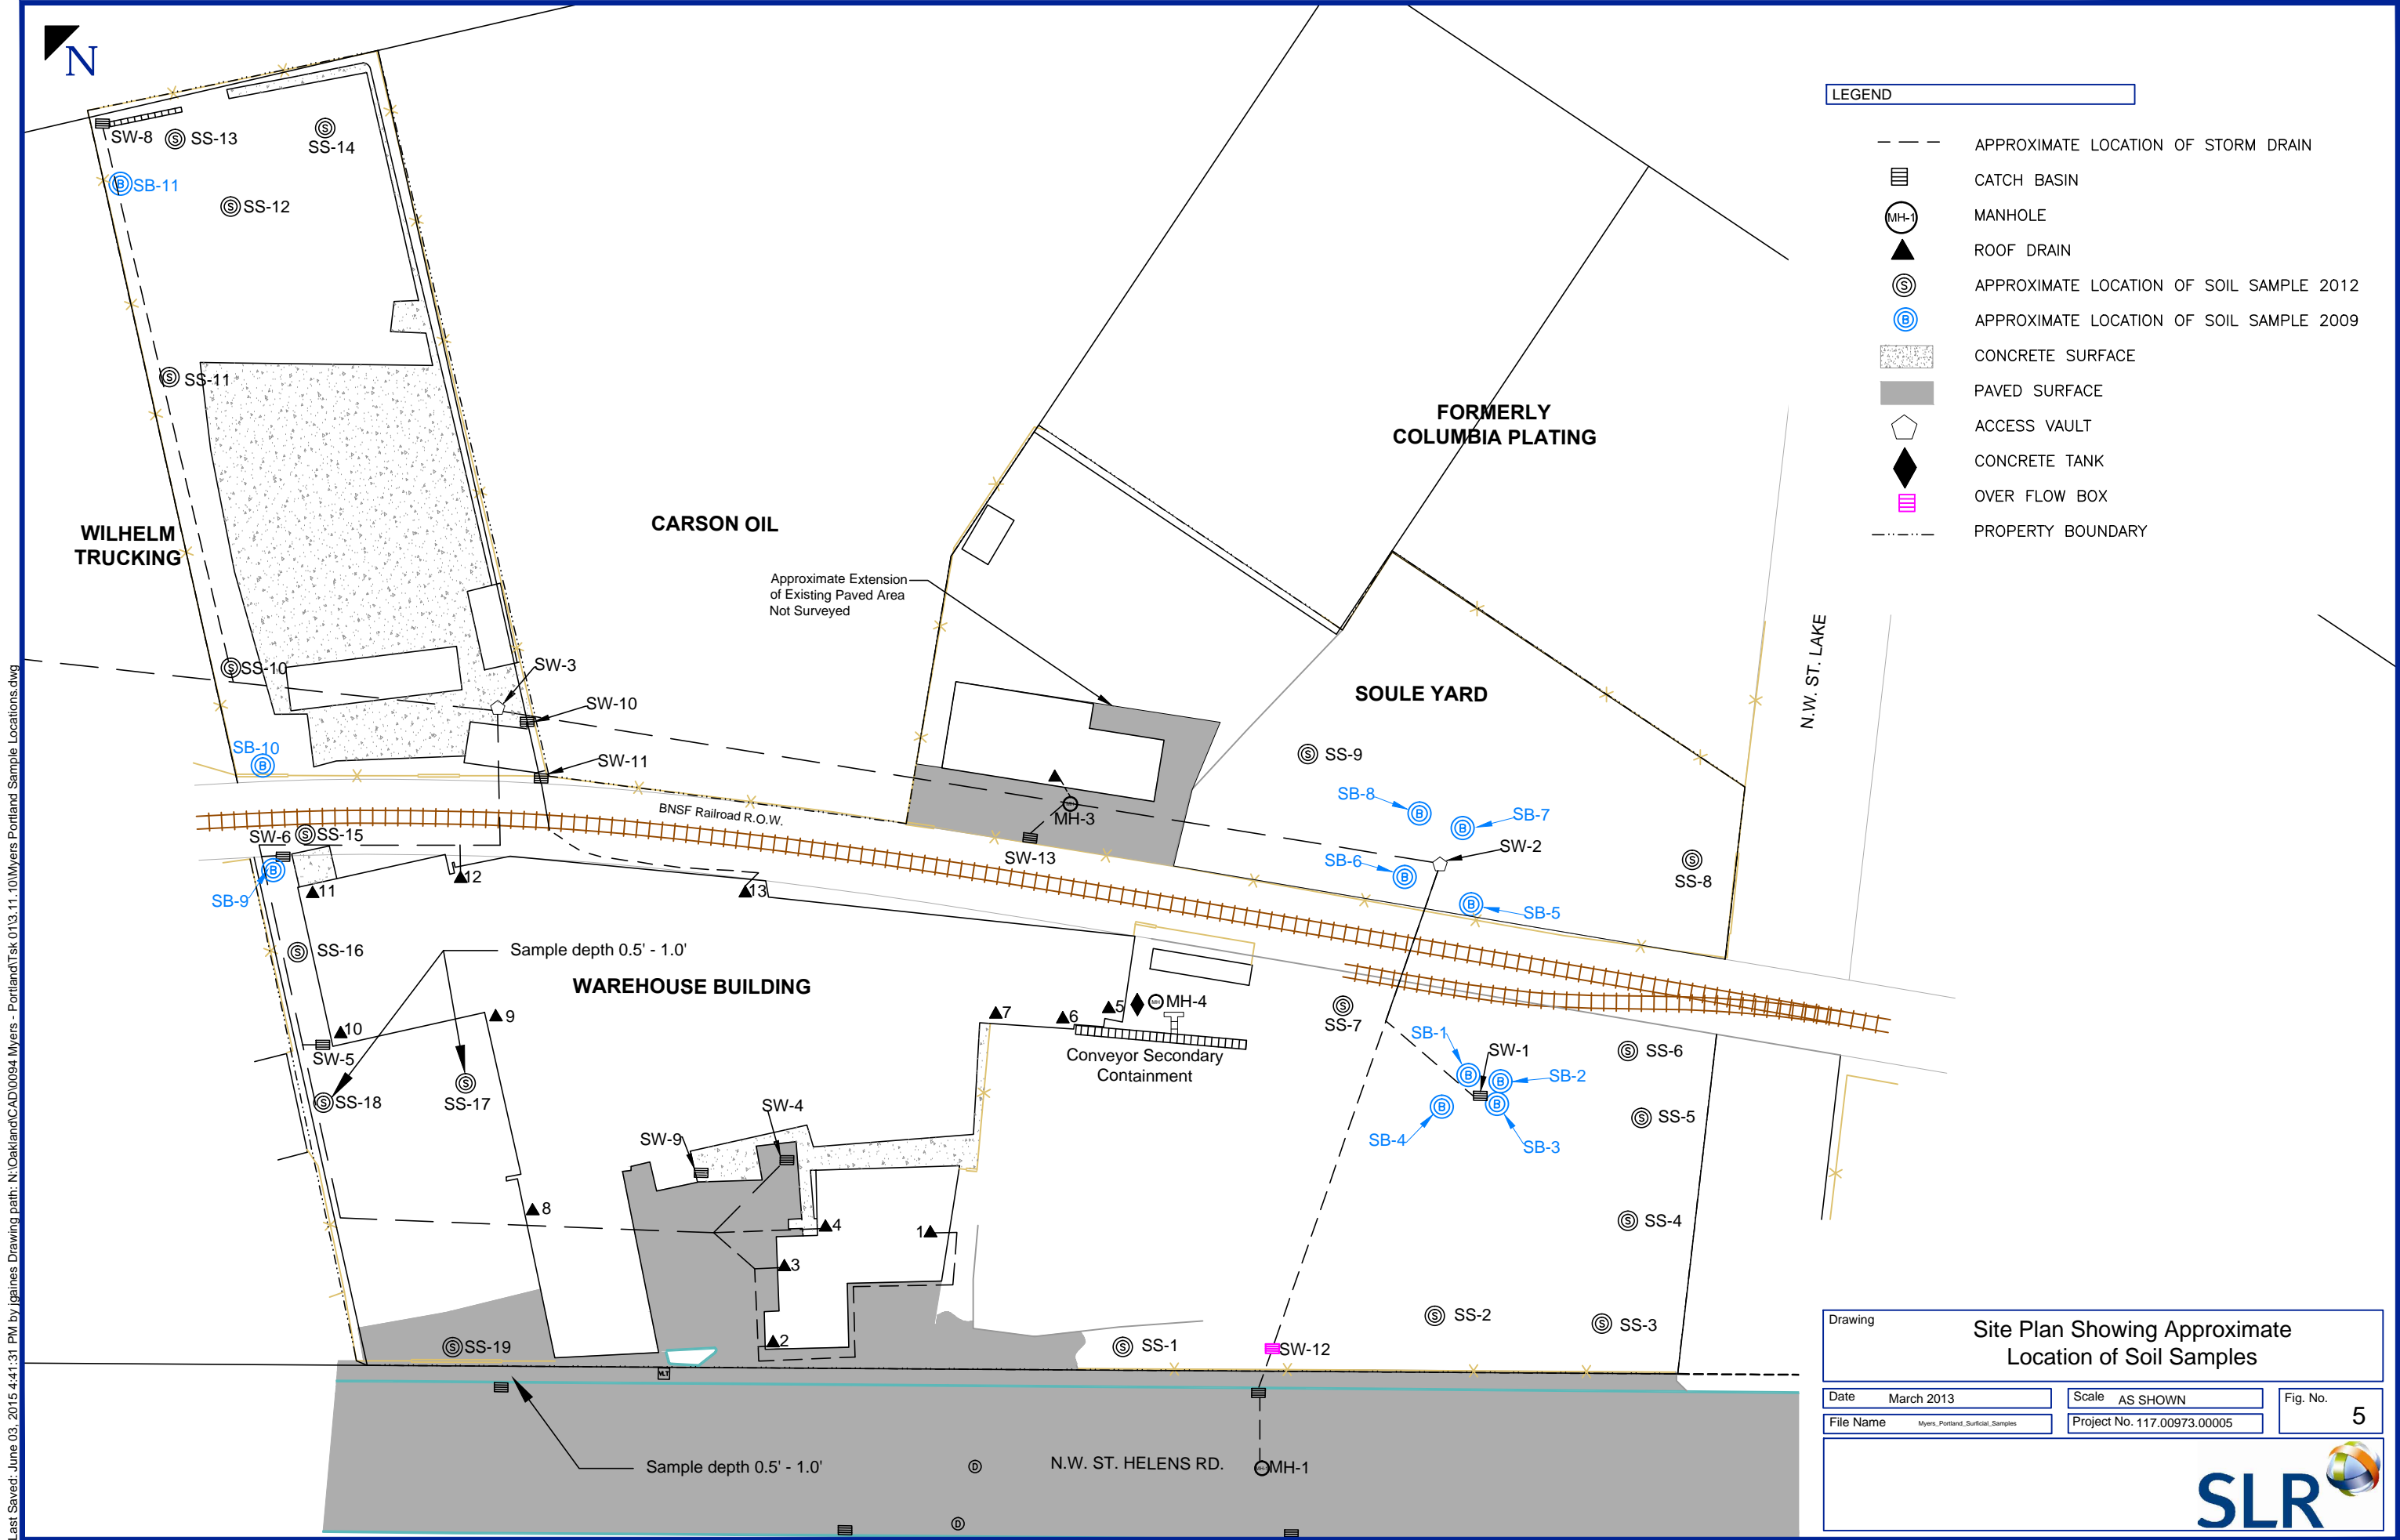 N
SW-8
SS-13
SS-14
SB-11
SS-12
SS-11
WILHELM
TRUCKING
CARSON OIL
FORMERLY
COLUMBIA PLATING
Approximate Extension
of Existing Paved Area
Not Surveyed
SS-10
SW-3
SW-10
SB-10
SW-11
SOULE YARD
SS-9
N.W. ST. LAKE
SB-8
SB-7
BNSF Railroad R.O.W.
MH-3
SW-6
SS-15
SW-13
SW-2
SB-6
SS-8
SB-9
11
12
13
SB-5
SS-16
Sample depth 0.5' - 1.0'
WAREHOUSE BUILDING
10
9
7
6
5
MH-4
SS-7
SW-5
Conveyor Secondary
Containment
SB-1
SW-1
SS-6
SB-2
SS-18
SS-17
SW-4
SS-5
SW-9
SB-4
SB-3
8
4
1
SS-4
3
2
SS-19
SS-1
SW-12
SS-2
SS-3
VLT
Sample depth 0.5' - 1.0'
D
N.W. ST. HELENS RD.
MH-1
D
LEGEND
APPROXIMATE LOCATION OF STORM DRAIN
CATCH BASIN
MH-1
MANHOLE
ROOF DRAIN
S
APPROXIMATE LOCATION OF SOIL SAMPLE 2012
B
APPROXIMATE LOCATION OF SOIL SAMPLE 2009
CONCRETE SURFACE
PAVED SURFACE
ACCESS VAULT
CONCRETE TANK
OVER FLOW BOX
PROPERTY BOUNDARY
Drawing
Site Plan Showing Approximate
Location of Soil Samples
Date March 2013
Scale AS SHOWN
Fig. No.
5
File Name Myers_Portland_Surficial_Samples
Project No. 117.00973.00005
SLR
Last Saved: June 03, 2015 4:41:31 PM by jgaines Drawing path: N:\Oakland\CAD\0094 Myers - Portland\Tsk 01\3.11.10\Myers Portland Sample Locations.dwg